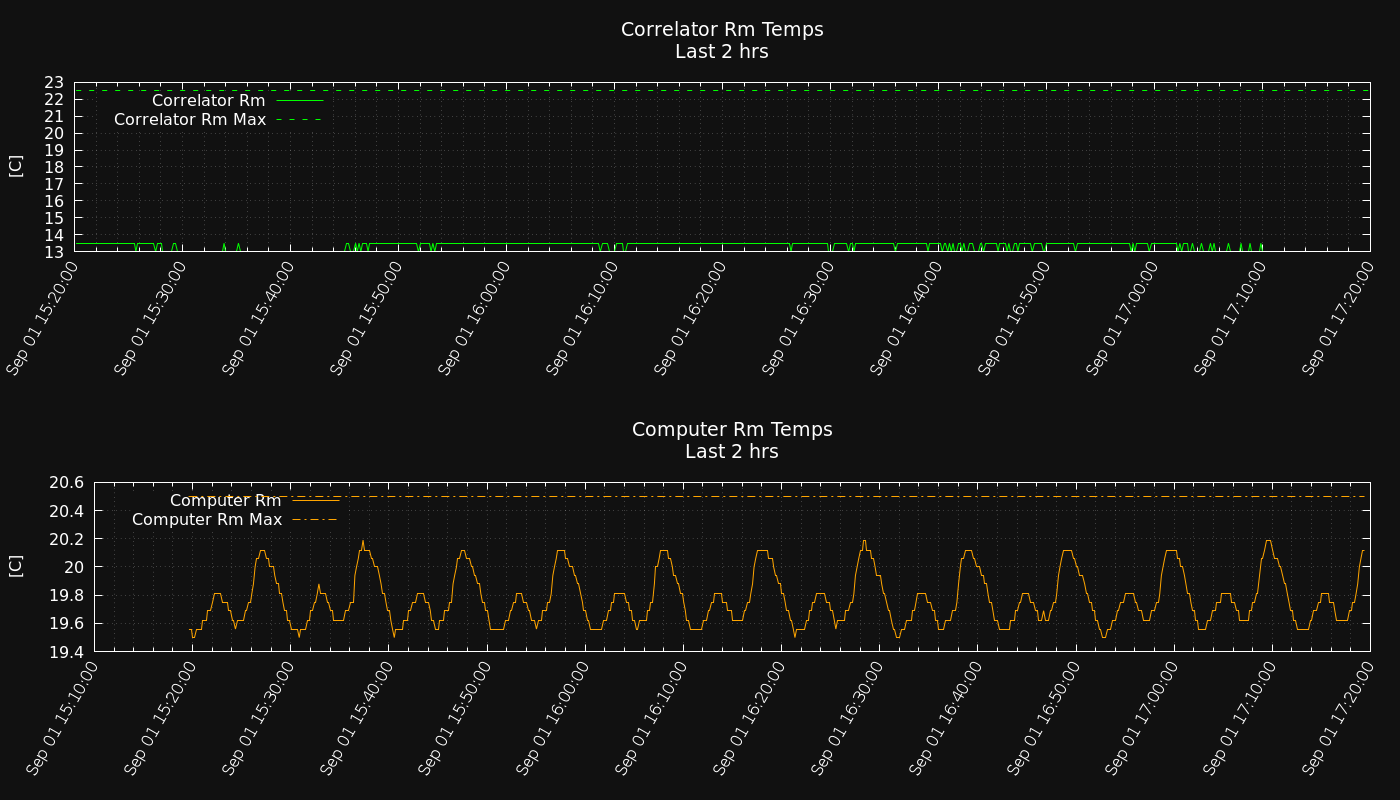 Correlator Rm Temps
Last 2 hrs
23
22
21
20
19
18
17
16
15
14
13
[C]
Correlator Rm
Correlator Rm Max
Sep 01 15:20:00
Sep 01 15:30:00
Sep 01 15:40:00
Sep 01 15:50:00
Sep 01 16:00:00
Sep 01 16:10:00
Sep 01 16:20:00
Sep 01 16:30:00
Sep 01 16:40:00
Sep 01 16:50:00
Sep 01 17:00:00
Sep 01 17:10:00
Sep 01 17:20:00
Computer Rm Temps
Last 2 hrs
20.6
20.4
20.2
20
19.8
19.6
19.4
[C]
Computer Rm
Computer Rm Max
Sep 01 15:10:00
Sep 01 15:20:00
Sep 01 15:30:00
Sep 01 15:40:00
Sep 01 15:50:00
Sep 01 16:00:00
Sep 01 16:10:00
Sep 01 16:20:00
Sep 01 16:30:00
Sep 01 16:40:00
Sep 01 16:50:00
Sep 01 17:00:00
Sep 01 17:10:00
Sep 01 17:20:00